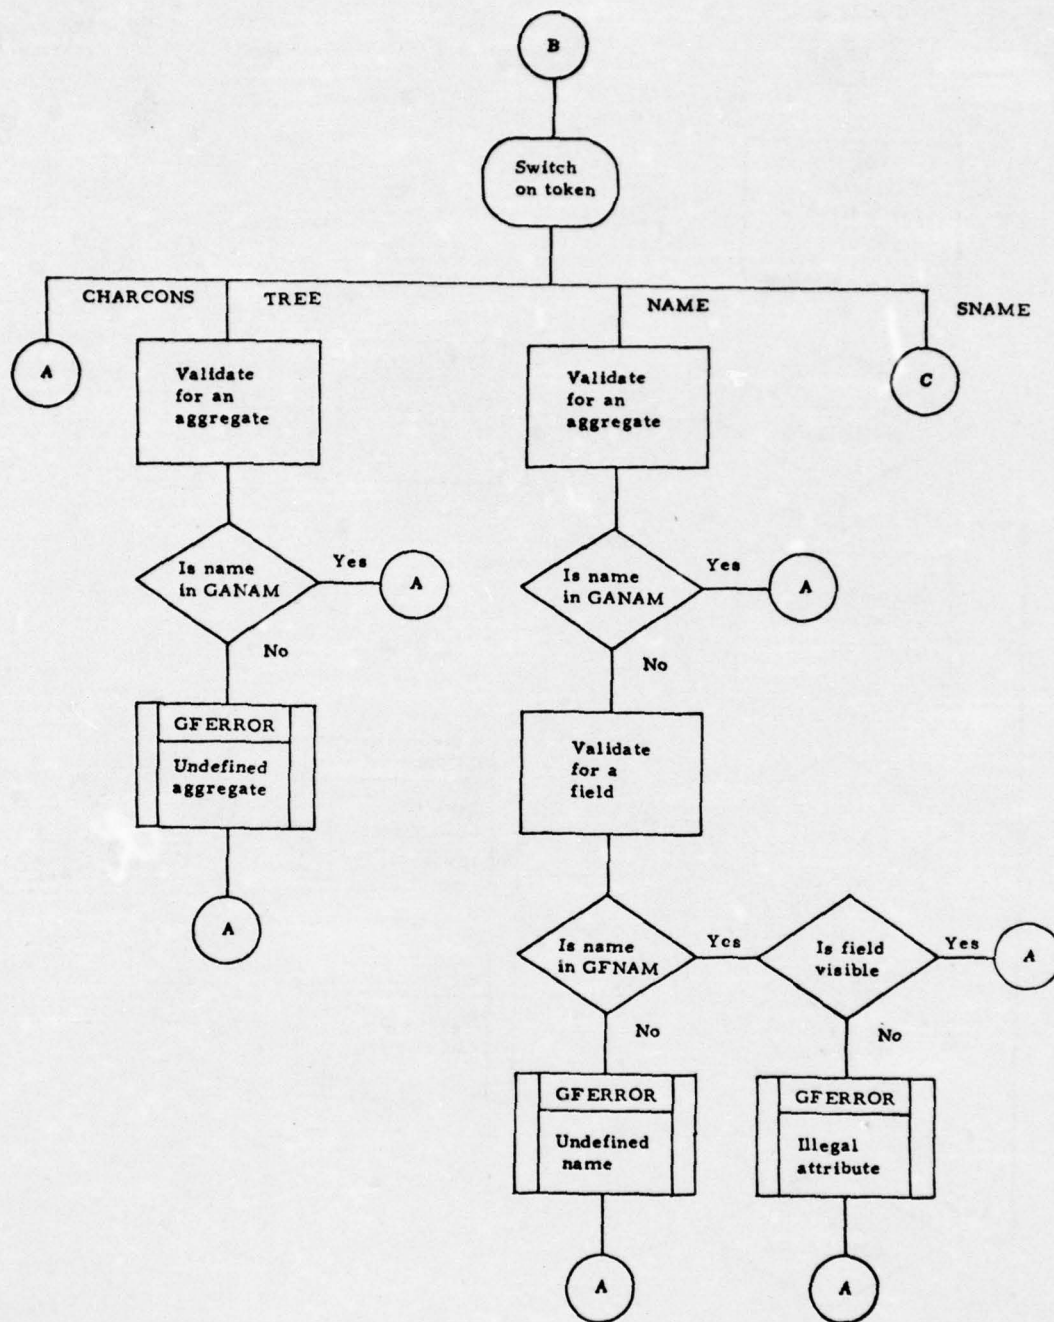 B
Switch
on token
CHARCONS
TREE
NAME
SNAME
A
Validate
for an
aggregate
Validate
for an
aggregate
C
Is name
in GANAM
Yes
A
No
Is name
in GANAM
Yes
A
No
GFERROR
Undefined
aggregate
A
Validate
for a
field
Is name
in GFNAM
Yes
Is field
visible
Yes
A
No
No
GFERROR
Undefined
name
GFERROR
Illegal
attribute
A
A